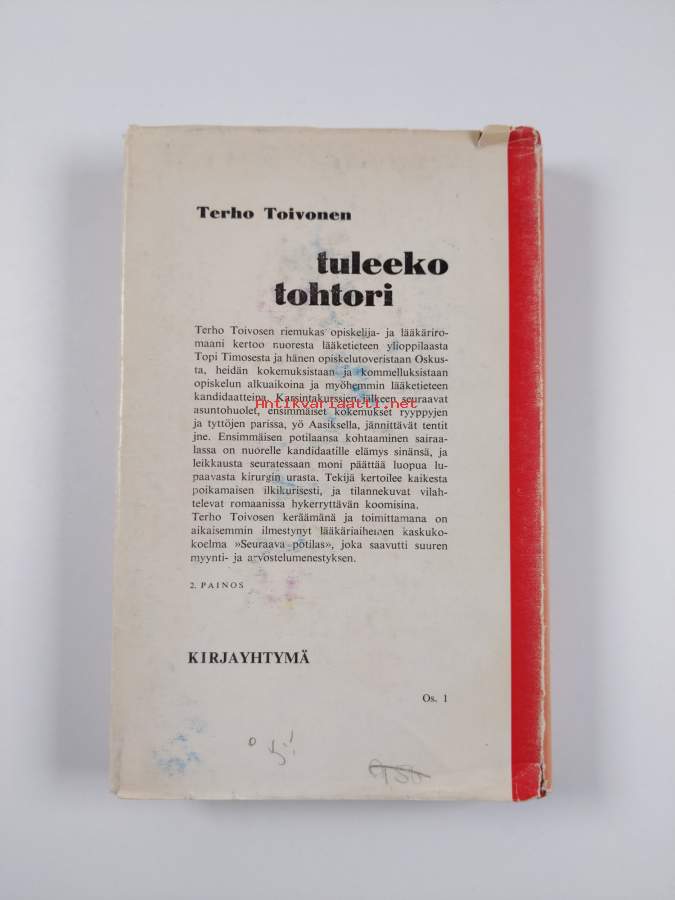 Terho Toivonen
tuleeko
tohtori
Terho Toivosen riemukas opiskelija- ja lääkäriro-
maani kertoo nuoresta lääketieteen ylioppilaasta
Topi Timosesta ja hänen opiskelutoveristaan Oskus-
ta, heidän kokemuksistaan ja kommelluksistaan
opiskelun alkuaikoina ja myöhemmin lääketieteen
kandidaatteina. Kassintakurssien jälkeen seuraavat
Antikvariaatti.net
asuntohuolet, ensimmäiset kokemukset ryyppyjen
ja tyttöjen parissa, yö Aasiksella, jännittävät tentit
jne. Ensimmäisen potilaansa kohtaaminen sairaa-
lassa on nuorelle kandidaatille elämys sinänsä, ja
leikkausta seuratessaan moni päättää luopua lu-
paavasta kirurgin urasta. Tekijä kertoilee kaikesta
poikamaisen ilkikurisesti, ja tilannekuvat vilah-
televat romaanissa hykerryttävän koomisina.
Terho Toivosen keräämänä ja toimittamana on
aikaisemmin ilmestynyt lääkäriaiheinen kaskuko-
koelma »Seuraava potilas», joka saavutti suuren
myynti- ja arvostelumenestyksen.
2. PAINOS
KIRJAYHTYMÄ
Os. 1